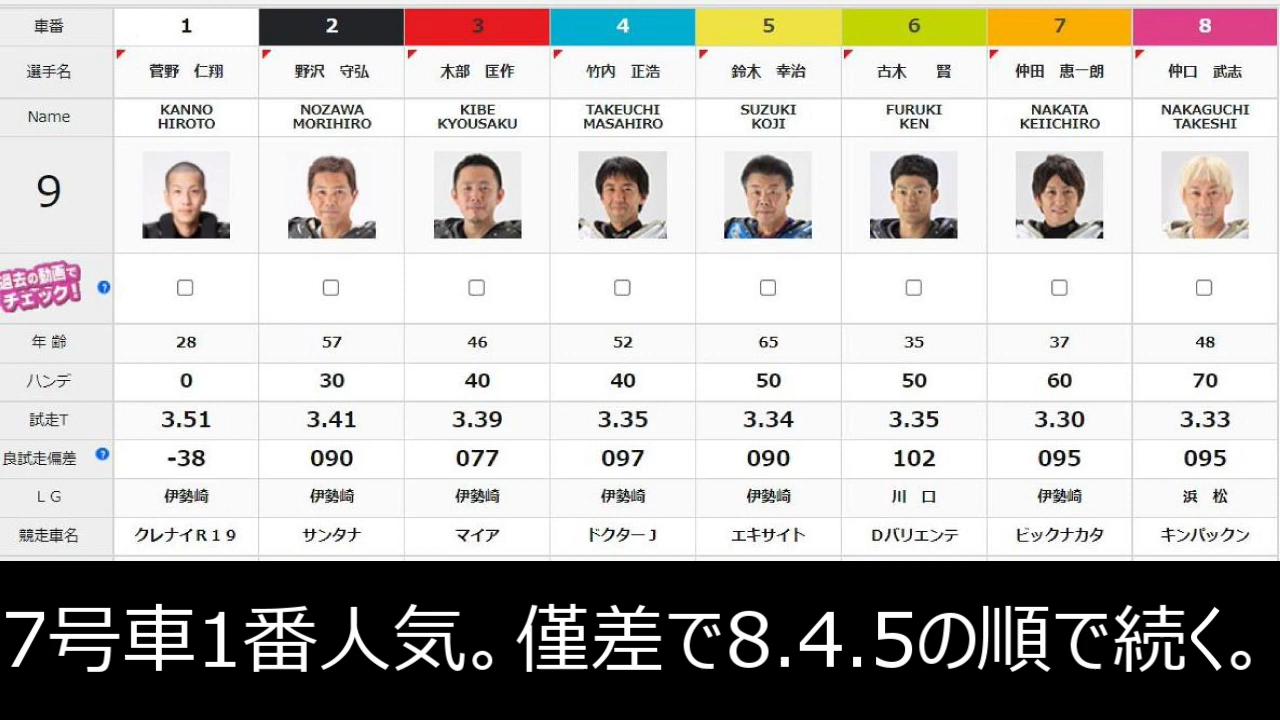 車番 1 2 3 4 5 6 7 8
選手名 菅野 仁翔 野沢 守弘 木部 匡作 竹内 正浩 鈴木 幸治 古木 賢 仲田 恵一朗 仲口 武志
Name KANNO HIROTO NOZAWA MORIHIRO KIBE KYOUSAKU TAKEUCHI MASAHIRO SUZUKI KOJI FURUKI KEN NAKATA KEIICHIRO NAKAGUCHI TAKESHI
9
過去の動画で
チェック! ?
年 齢 28 57 46 52 65 35 37 48
ハンデ 0 30 40 40 50 50 60 70
試走T 3.51 3.41 3.39 3.35 3.34 3.35 3.30 3.33
良試走偏差 ? -38 090 077 097 090 102 095 095
L G 伊勢崎 伊勢崎 伊勢崎 伊勢崎 伊勢崎 川 口 伊勢崎 浜 松
競走車名 クレナイR19 サンタナ マイア ドクターJ エキサイト Dバリエンテ ビックナカタ キンパックン
7号車1番人気。僅差で8.4.5の順で続く。